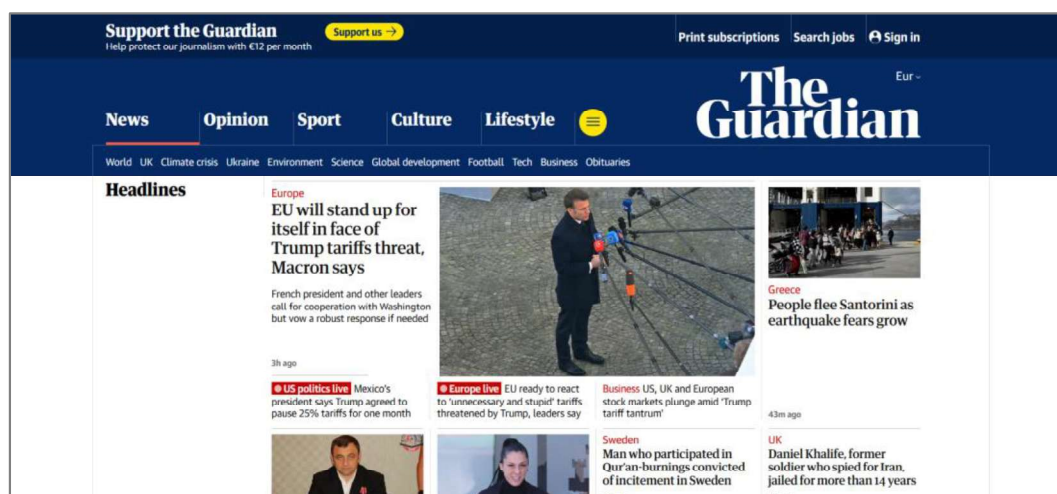 Support the Guardian
Help protect our journalism with €12 per month
Support us →
Print subscriptions
Search jobs
Sign in
Eur
The
Guardian
News
Opinion
Sport
Culture
Lifestyle
World UK Climate crisis Ukraine Environment Science Global development Football Tech Business Obituaries
Headlines
Europe
EU will stand up for
itself in face of
Trump tariffs threat,
Macron says
French president and other leaders
call for cooperation with Washington
but vow a robust response if needed
3h ago
Greece
People flee Santorini as
earthquake fears grow
43m ago
US politics live Mexico's
president says Trump agreed to
pause 25% tariffs for one month
Europe live EU ready to react
to 'unnecessary and stupid' tariffs
threatened by Trump, leaders say
Business US, UK and European
stock markets plunge amid 'Trump
tariff tantrum'
Sweden
Man who participated in
Qur'an-burnings convicted
of incitement in Sweden
UK
Daniel Khalife, former
soldier who spied for Iran,
jailed for more than 14 years